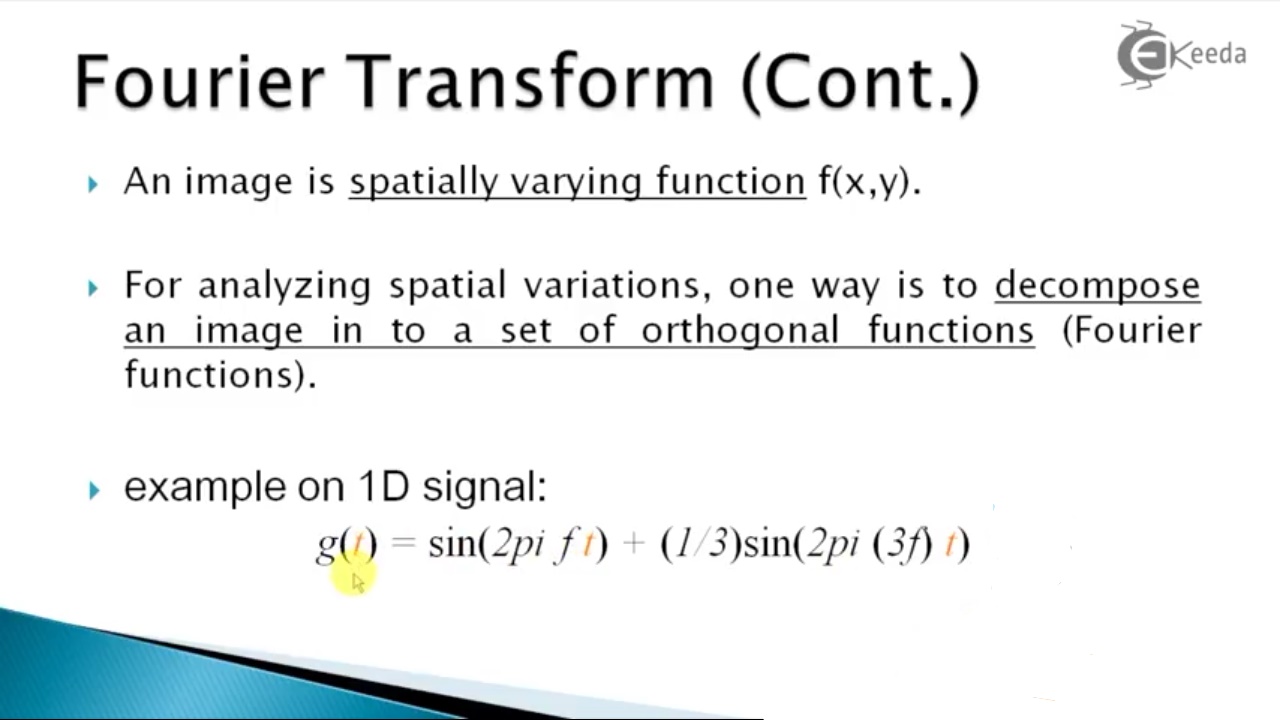 Fourier Transform (Cont.)
EKeeda
An image is spatially varying function f(x,y).
For analyzing spatial variations, one way is to decompose
an image in to a set of orthogonal functions (Fourier
functions).
example on 1D signal:
g(t) = sin(2pi f t) + (1/3)sin(2pi (3f) t)